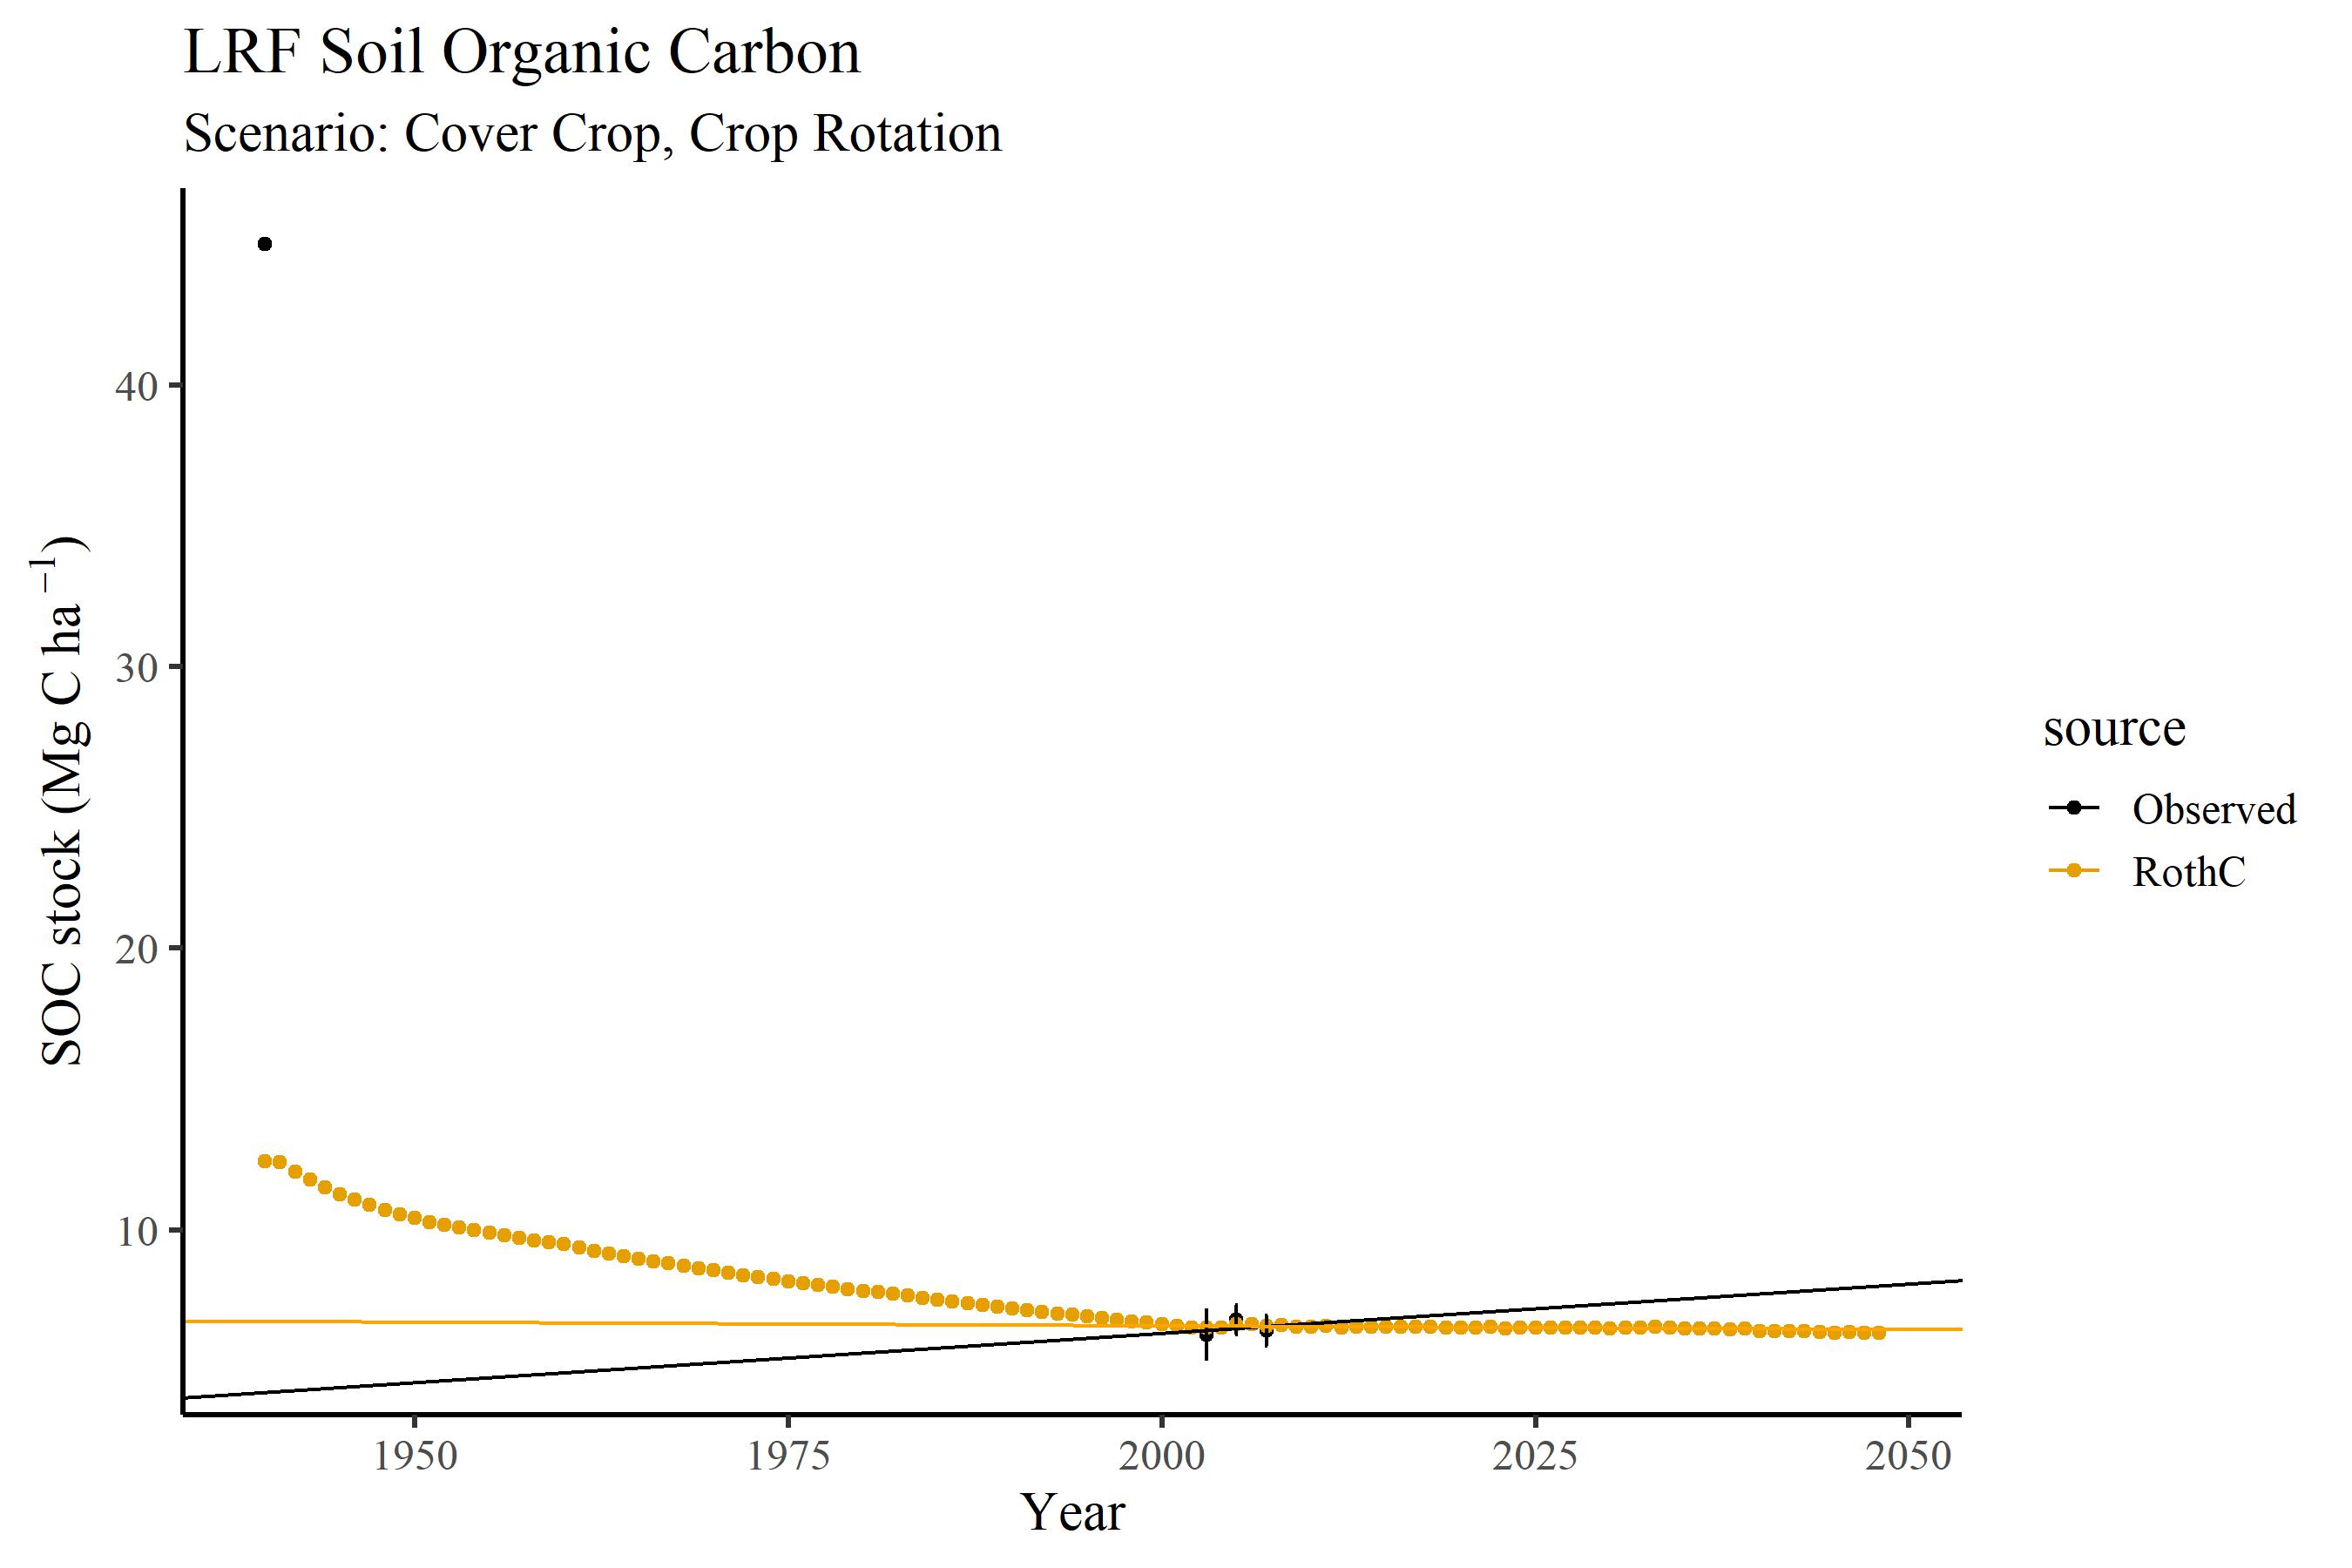 LRF Soil Organic Carbon
Scenario: Cover Crop, Crop Rotation
SOC stock (Mg C ha⁻¹)
40
30
20
10
1950 1975 2000 2025 2050
Year
source
Observed
RothC